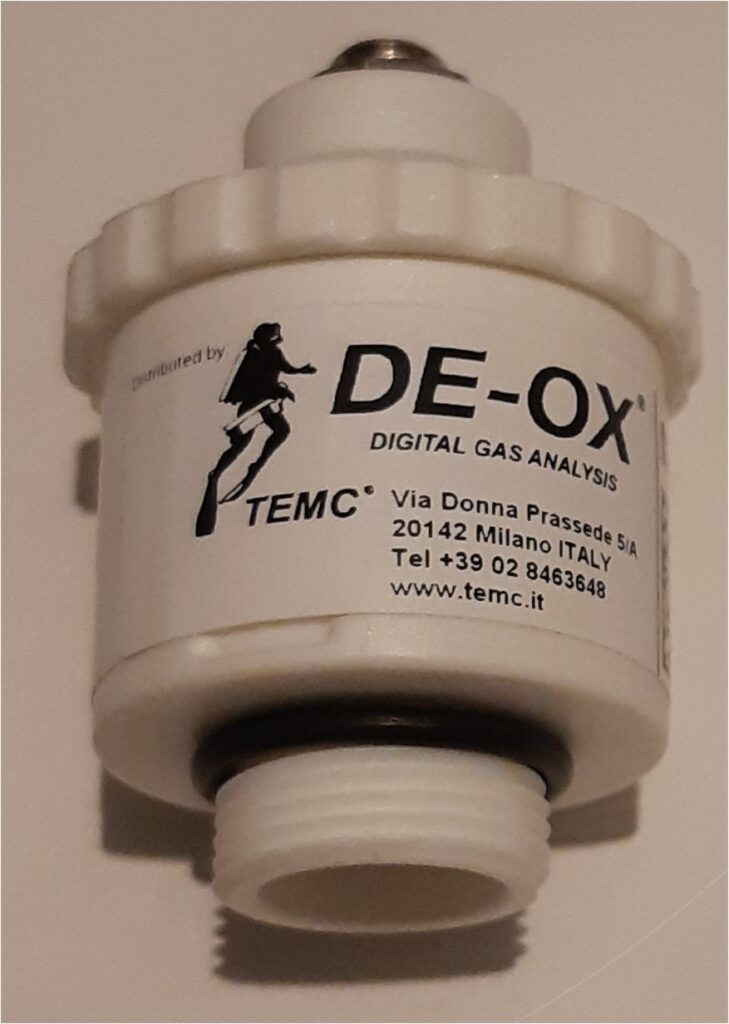 Distributed by
DE-OX®
DIGITAL GAS ANALYSIS
TEMC®
Via Donna Prassede 5/A
20142 Milano ITALY
Tel +39 02 8463648
www.temc.it